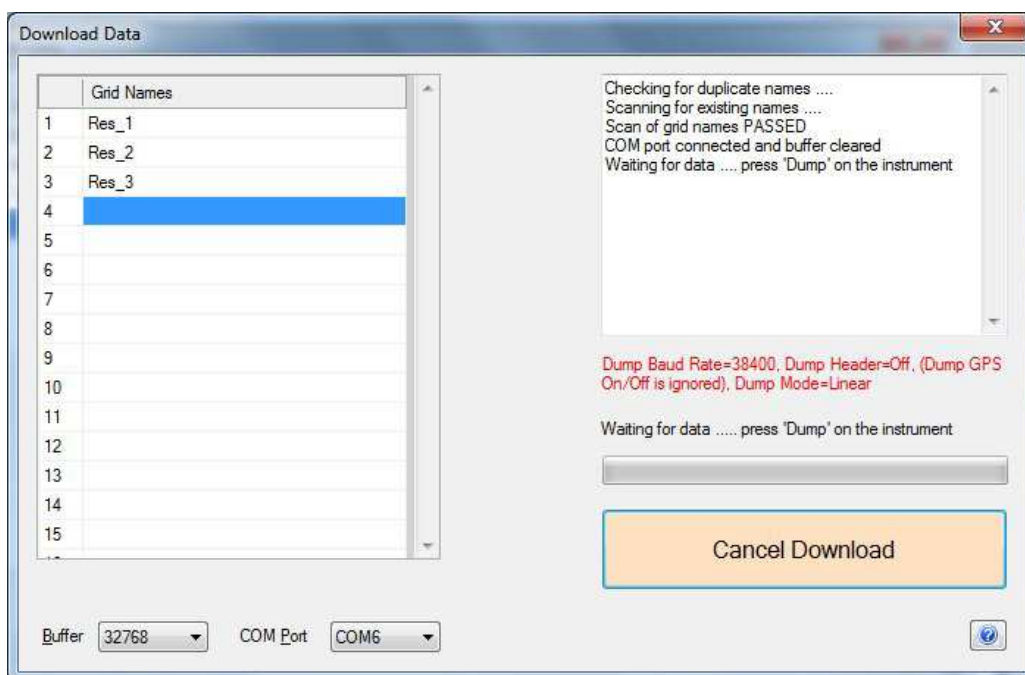 Download Data
Grid Names
1 Res_1
2 Res_2
3 Res_3
4
5
6
7
8
9
10
11
12
13
14
15
Checking for duplicate names ....
Scanning for existing names ....
Scan of grid names PASSED
COM port connected and buffer cleared
Waiting for data .... press 'Dump' on the instrument
Dump Baud Rate=38400, Dump Header=Off, (Dump GPS
On/Off is ignored), Dump Mode=Linear
Waiting for data ..... press 'Dump' on the instrument
Cancel Download
Buffer 32768 COM Port COM6